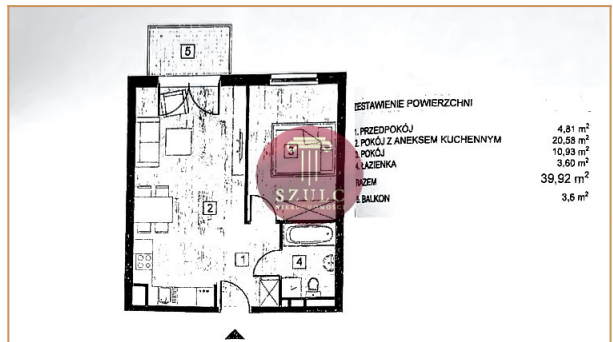 5
ZESTAWIENIE POWIERZCHNI
1. PRZEDPOKÓJ 4,81 m²
2. POKÓJ Z ANEKSEM KUCHENNYM 20,58 m²
3. POKÓJ 10,93 m²
4. ŁAZIENKA 3,60 m²
RAZEM 39,92 m²
5. BALKON 3,6 m²
3
SZULC
NIERUCHOMOŚCI
2
1
4